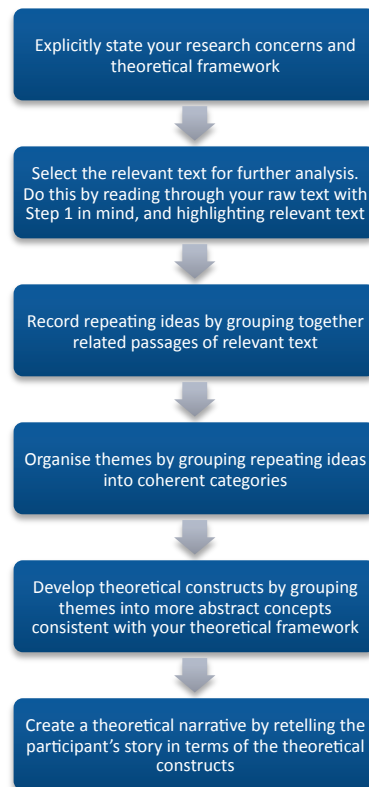 Explicitly state your research concerns and
theoretical framework
Select the relevant text for further analysis.
Do this by reading through your raw text with
Step 1 in mind, and highlighting relevant text
Record repeating ideas by grouping together
related passages of relevant text
Organise themes by grouping repeating ideas
into coherent categories
Develop theoretical constructs by grouping
themes into more abstract concepts
consistent with your theoretical framework
Create a theoretical narrative by retelling the
participant's story in terms of the theoretical
constructs